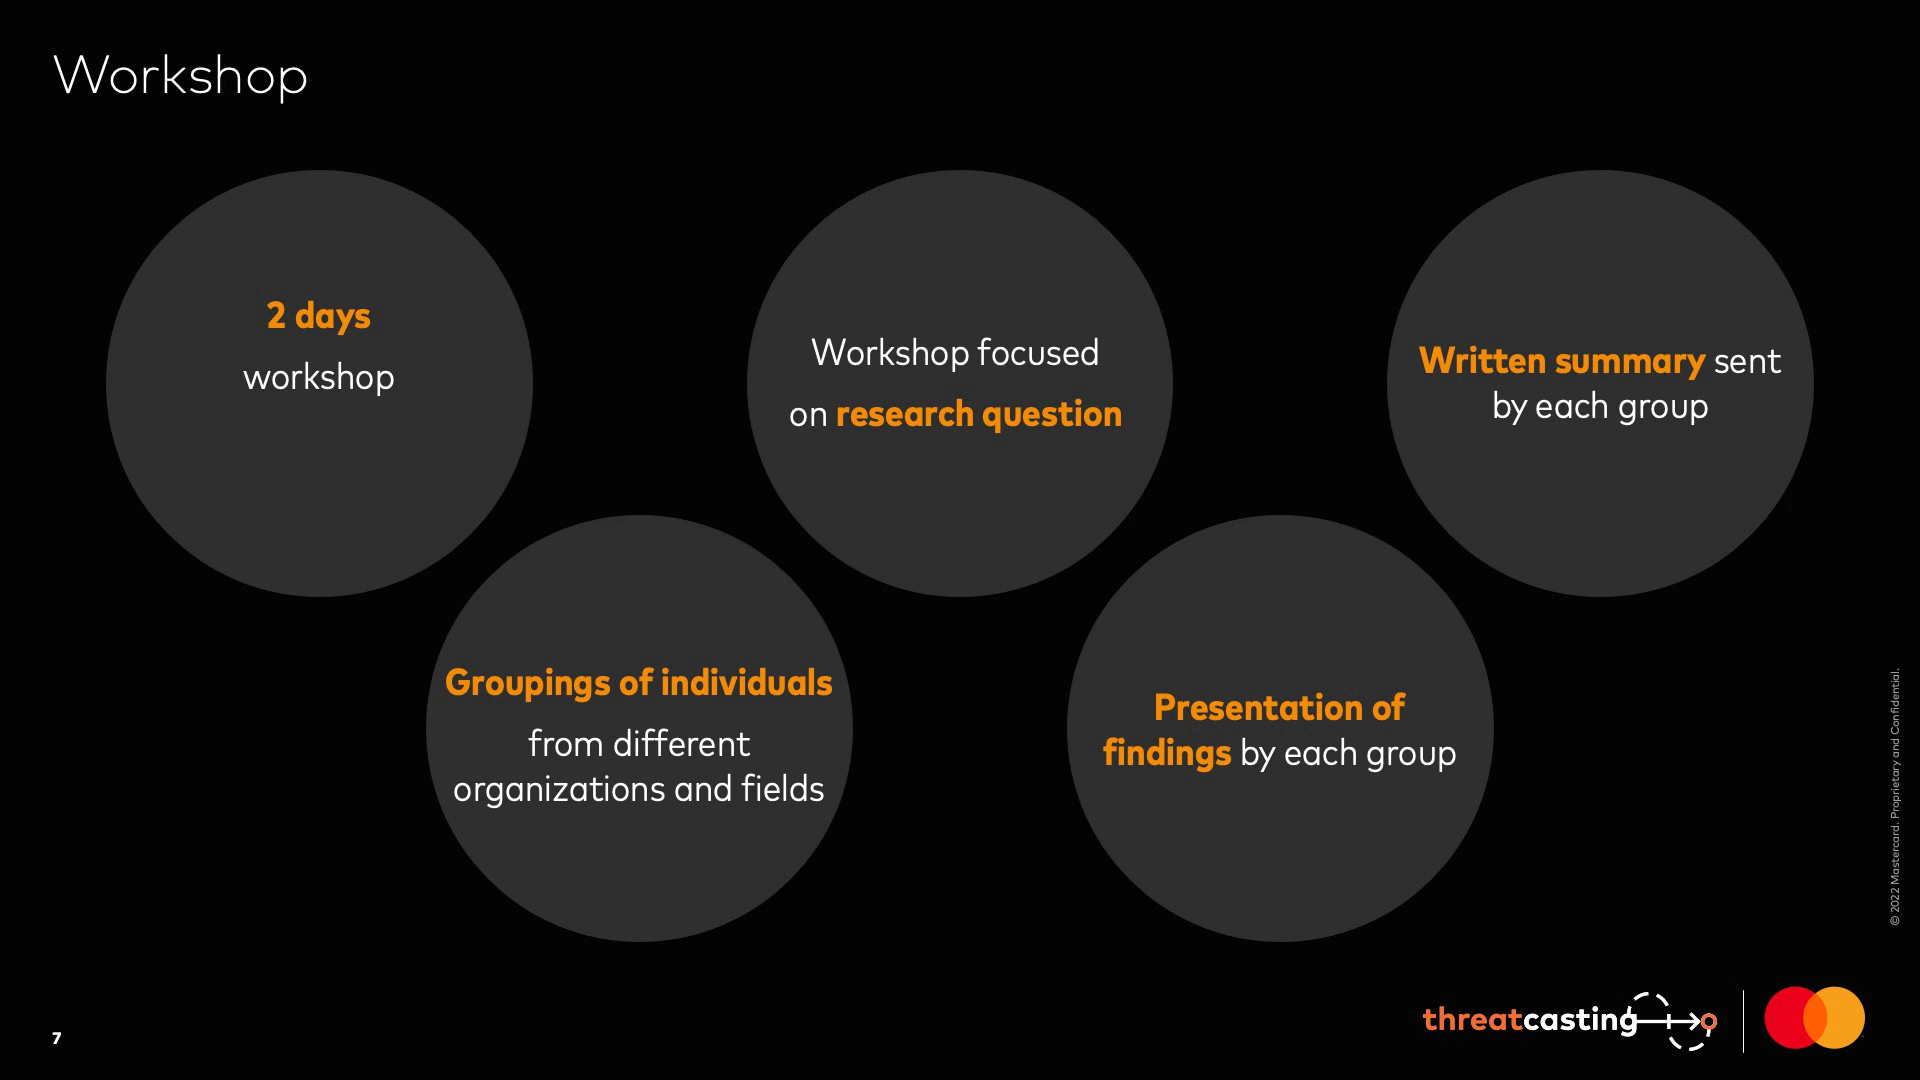 Workshop
2 days
workshop
Groupings of individuals
from different
organizations and fields
Workshop focused
on research question
Presentation of
findings by each group
Written summary sent
by each group
© 2022 Mastercard. Proprietary and Confidential.
7
threatcasting